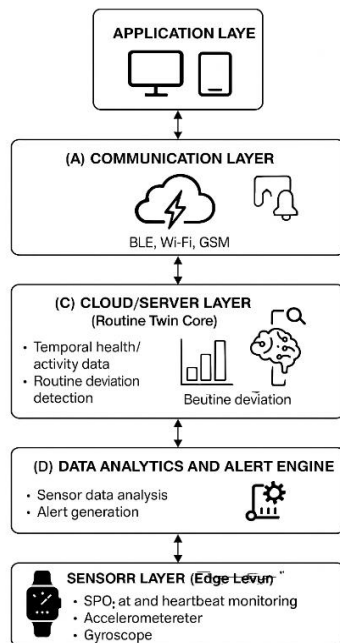 APPLICATION LAYE
(A) COMMUNICATION LAYER
BLE, Wi-Fi, GSM
(C) CLOUD/SERVER LAYER
(Routine Twin Core)
• Temporal health/
activity data
• Routine deviation
detection
Beutine deviation
(D) DATA ANALYTICS AND ALERT ENGINE
• Sensor data analysis
• Alert generation
SENSORR LAYER (Edge Levur)
• SPO; at and heartbeat monitoring
• Accelerometereter
• Gyroscope